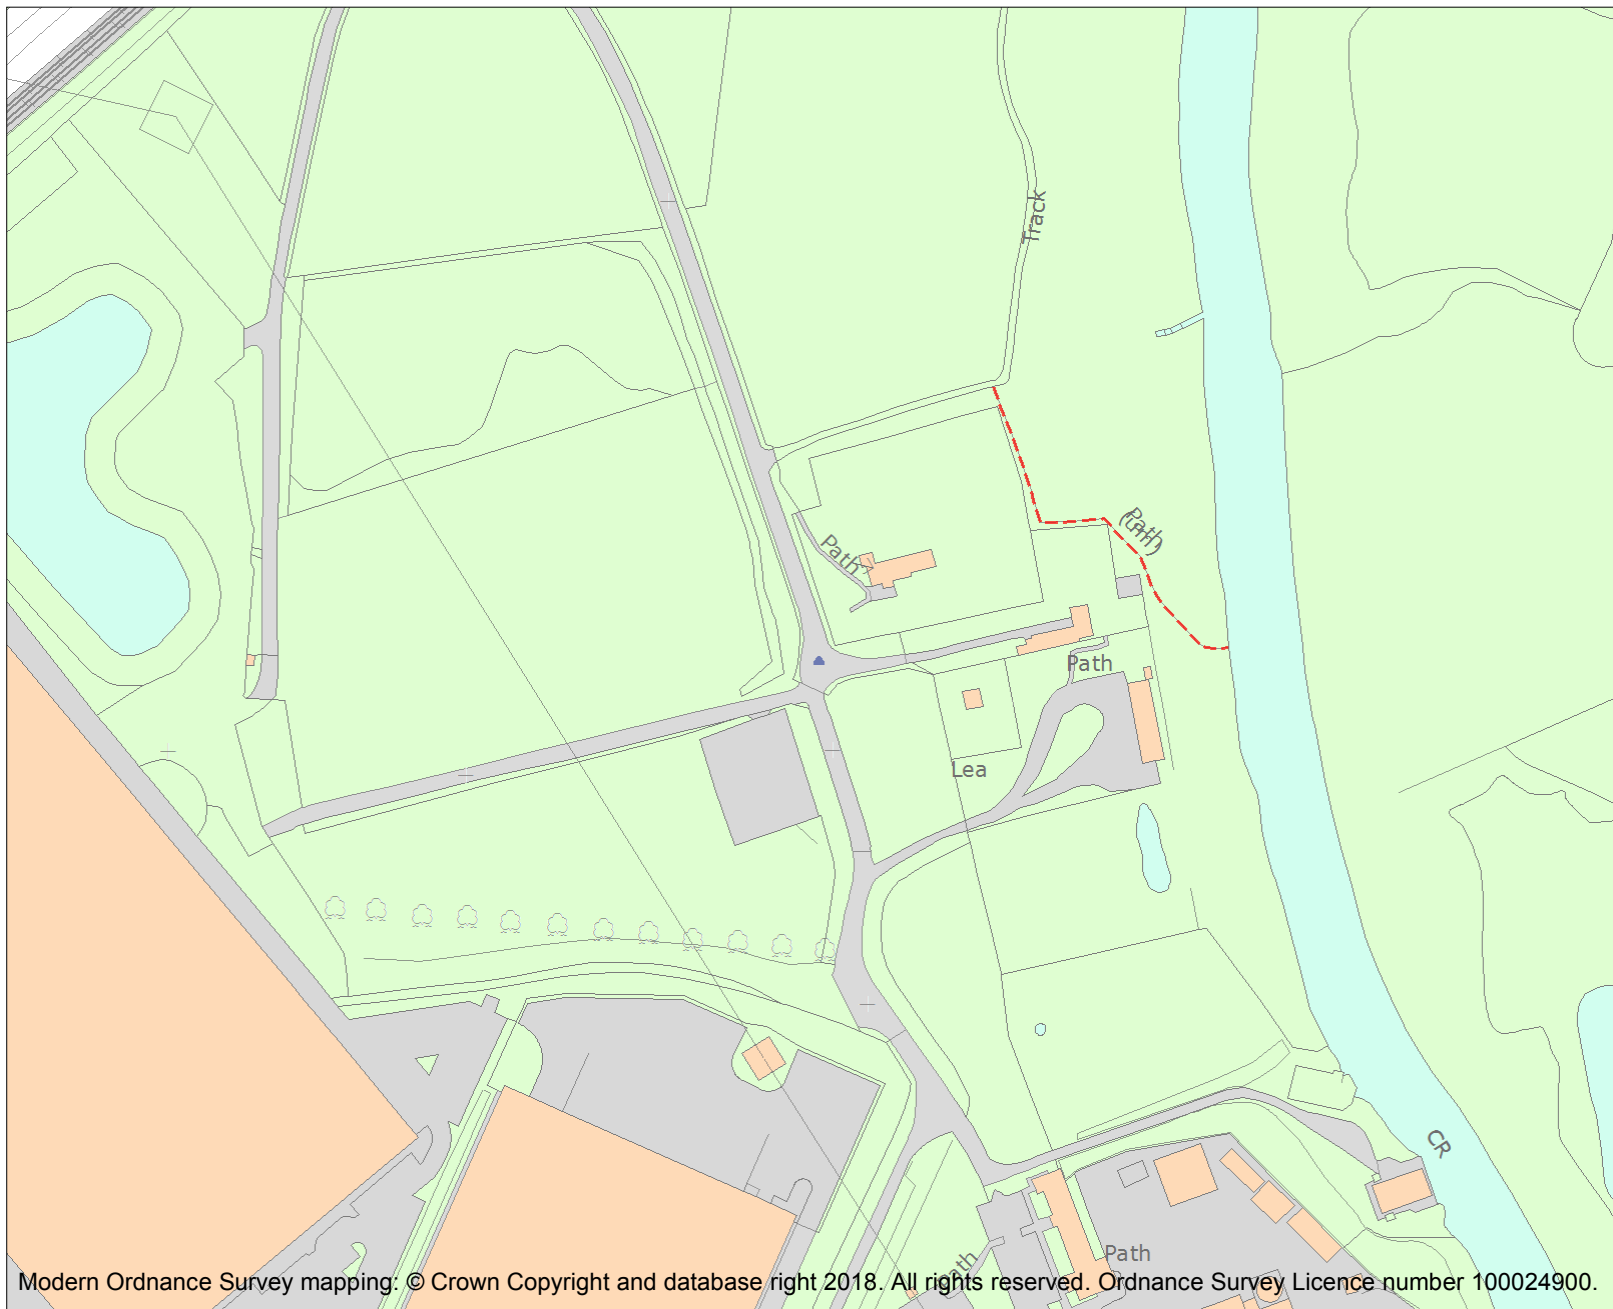 Track
Path
(um)
Path
Path
Lea
CR
Path
Path
Modern Ordnance Survey mapping: © Crown Copyright and database right 2018. All rights reserved. Ordnance Survey Licence number 100024900.